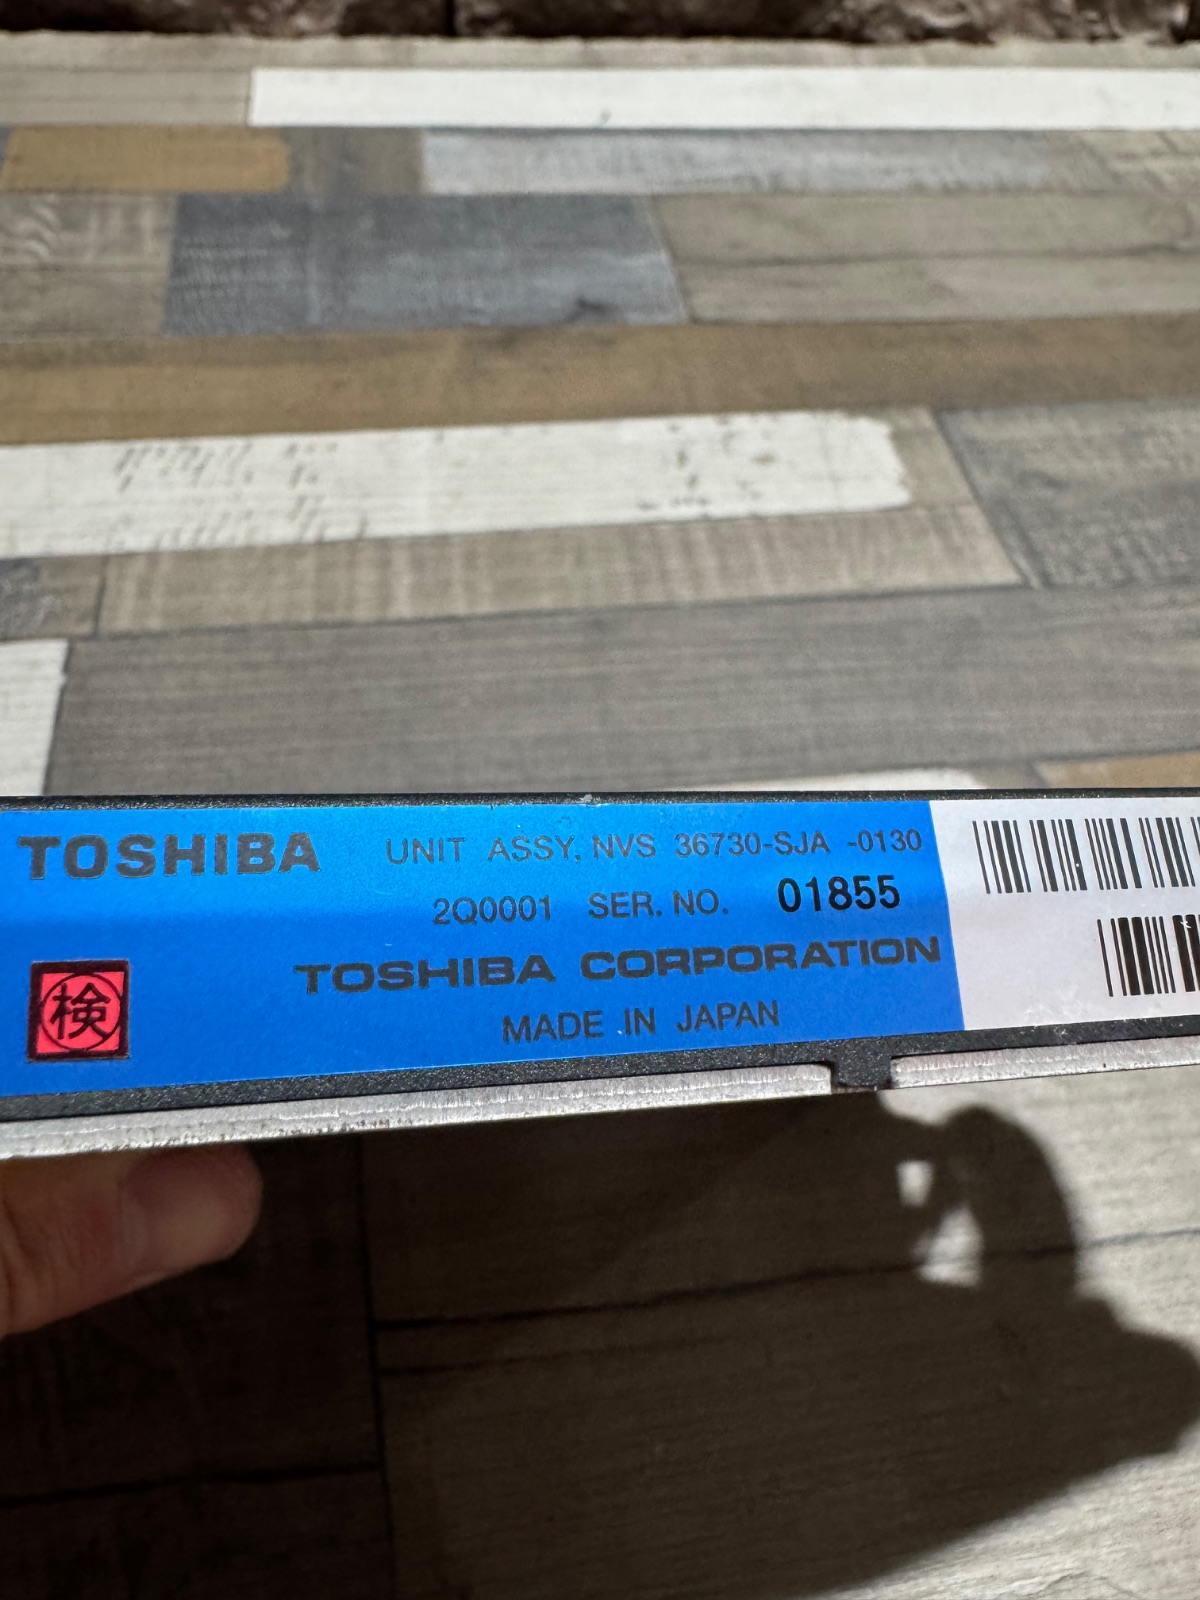 TOSHIBA UNIT ASSY, NVS 36730-SJA -0130
2Q0001 SER. NO. 01855
TOSHIBA CORPORATION
検
MADE IN JAPAN